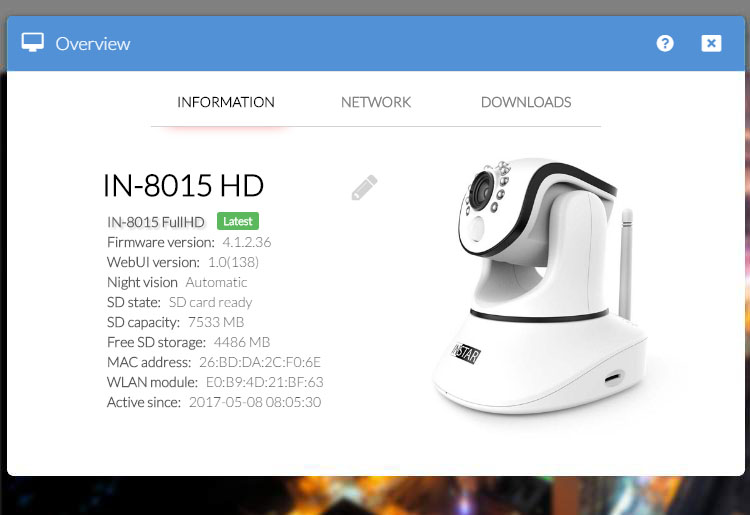 Overview
INFORMATION NETWORK DOWNLOADS
IN-8015 HD
IN-8015 FullHD Latest
Firmware version: 4.1.2.36
WebUI version: 1.0(138)
Night vision Automatic
SD state: SD card ready
SD capacity: 7533 MB
Free SD storage: 4486 MB
MAC address: 26:BD:DA:2C:F0:6E
WLAN module: E0:B9:4D:21:BF:63
Active since: 2017-05-08 08:05:30